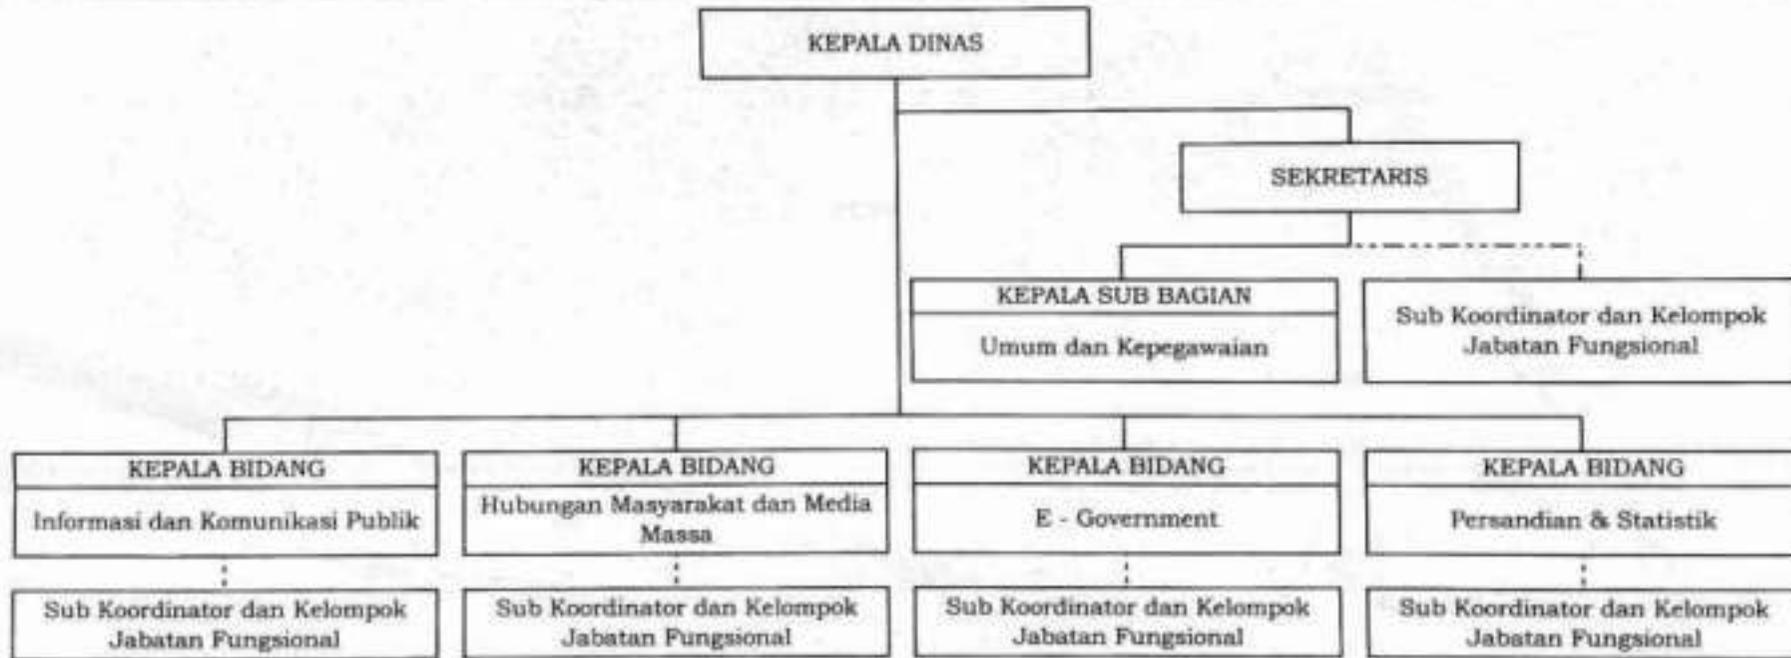 KEPALA DINAS
SEKRETARIS
KEPALA SUB BAGIAN
Umum dan Kepegawaian
Sub Koordinator dan Kelompok
Jabatan Fungsional
KEPALA BIDANG
Informasi dan Komunikasi Publik
KEPALA BIDANG
Hubungan Masyarakat dan Media
Massa
KEPALA BIDANG
E - Government
KEPALA BIDANG
Persandian & Statistik
Sub Koordinator dan Kelompok
Jabatan Fungsional
Sub Koordinator dan Kelompok
Jabatan Fungsional
Sub Koordinator dan Kelompok
Jabatan Fungsional
Sub Koordinator dan Kelompok
Jabatan Fungsional